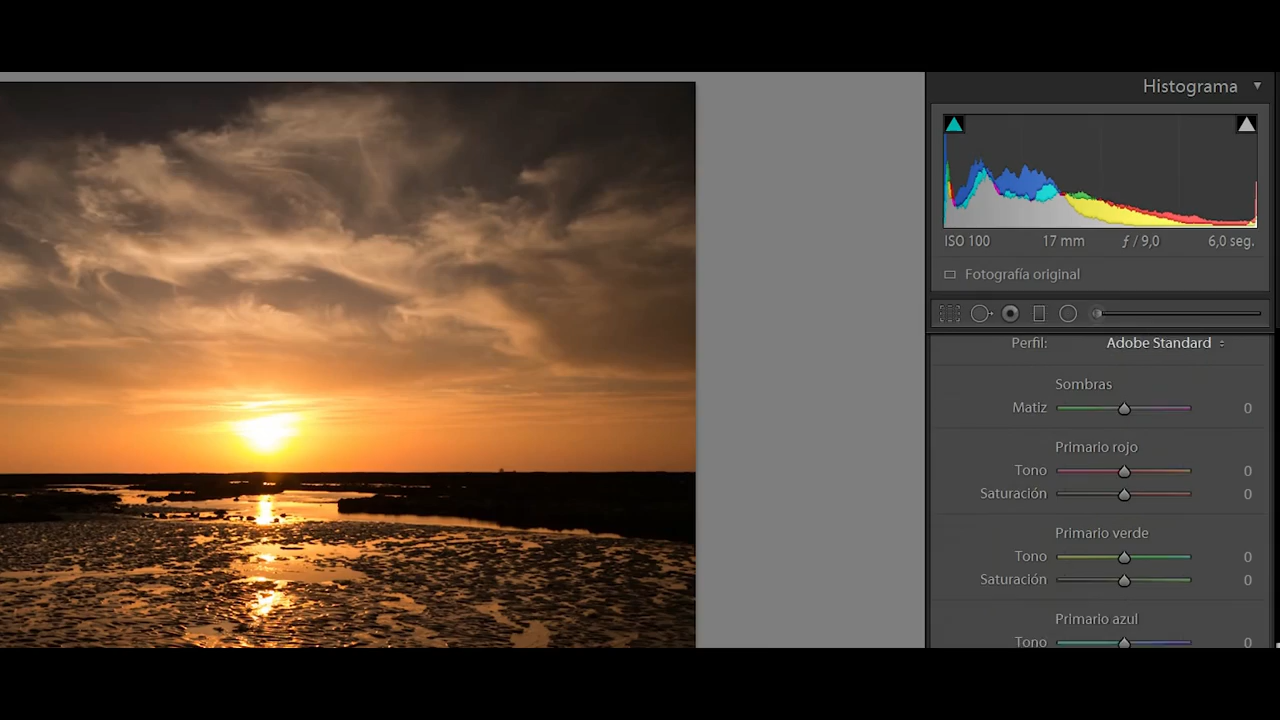 Histograma
ISO 100 17 mm ƒ / 9,0 6,0 seg.
Fotografía original
Perfil: Adobe Standard
Sombras
Matiz 0
Primario rojo
Tono 0
Saturación 0
Primario verde
Tono 0
Saturación 0
Primario azul
Tono 0